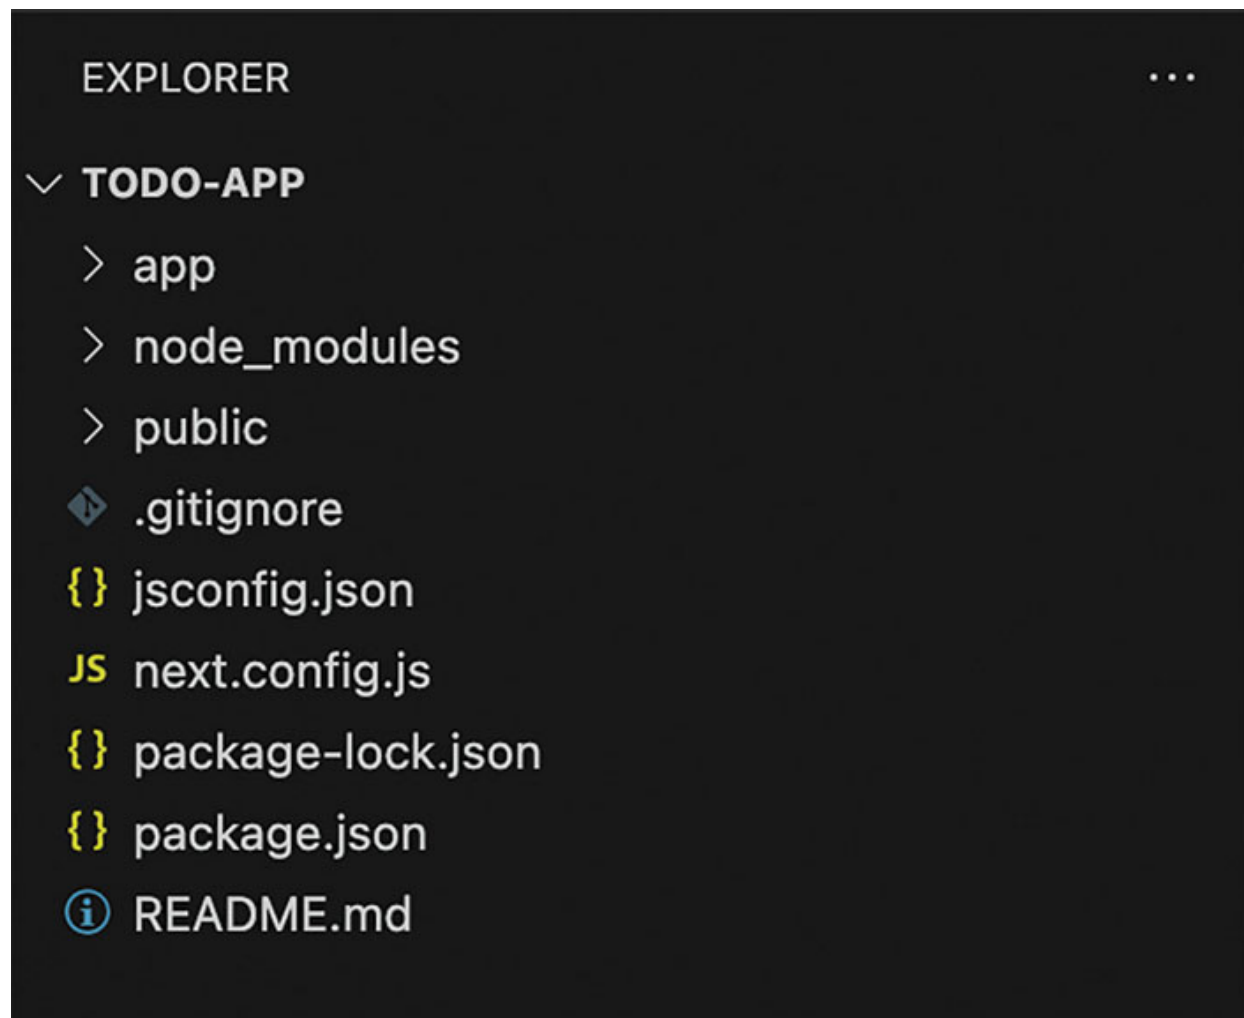 EXPLORER ...
TODO-APP
app
node_modules
public
.gitignore
{} jsconfig.json
JS next.config.js
{} package-lock.json
{} package.json
i README.md